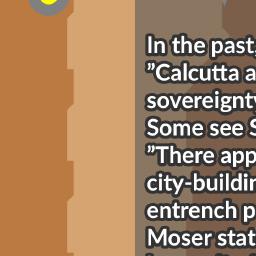 In the past,
”Calcutta a
sovereignty
Some see S
”There app
city-buildin
entrench p
Moser stat